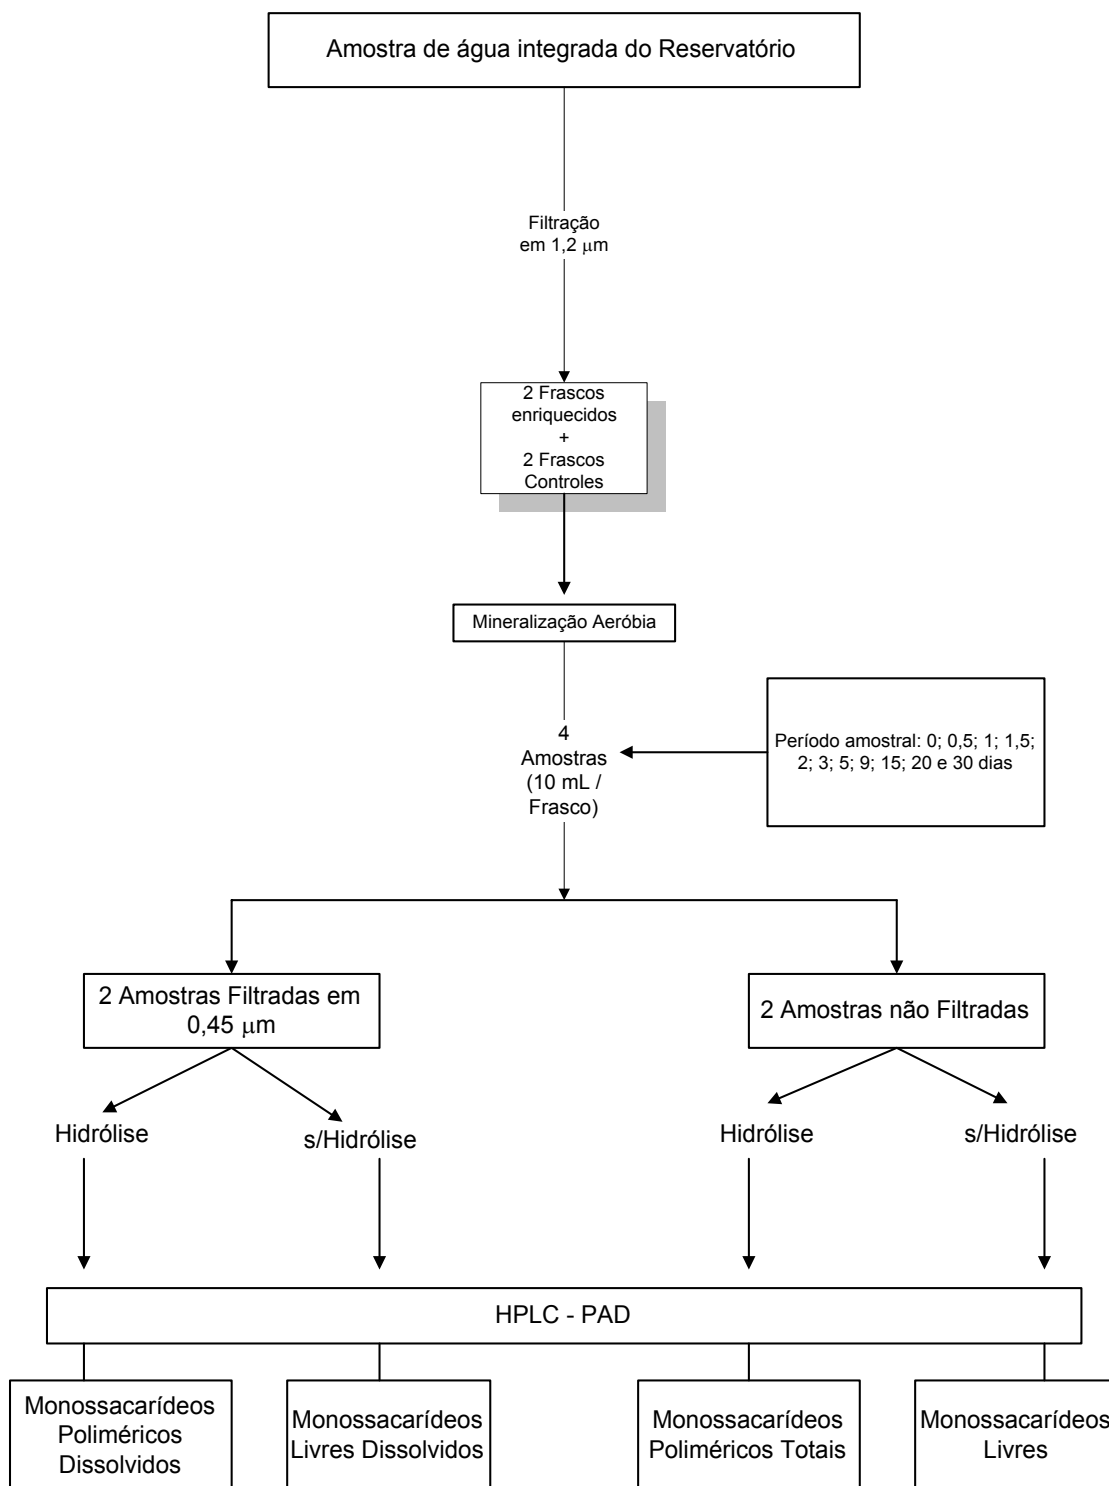 Amostra de água integrada do Reservatório
Filtração
em 1,2 μm
2 Frascos
enriquecidos
+
2 Frascos
Controles
Mineralização Aeróbia
4
Amostras
(10 mL /
Frasco)
Período amostral: 0; 0,5; 1; 1,5;
2; 3; 5; 9; 15; 20 e 30 dias
2 Amostras Filtradas em
0,45 μm
2 Amostras não Filtradas
Hidrólise
s/Hidrólise
Hidrólise
s/Hidrólise
HPLC - PAD
Monossacarídeos
Poliméricos
Dissolvidos
Monossacarídeos
Livres Dissolvidos
Monossacarídeos
Poliméricos Totais
Monossacarídeos
Livres